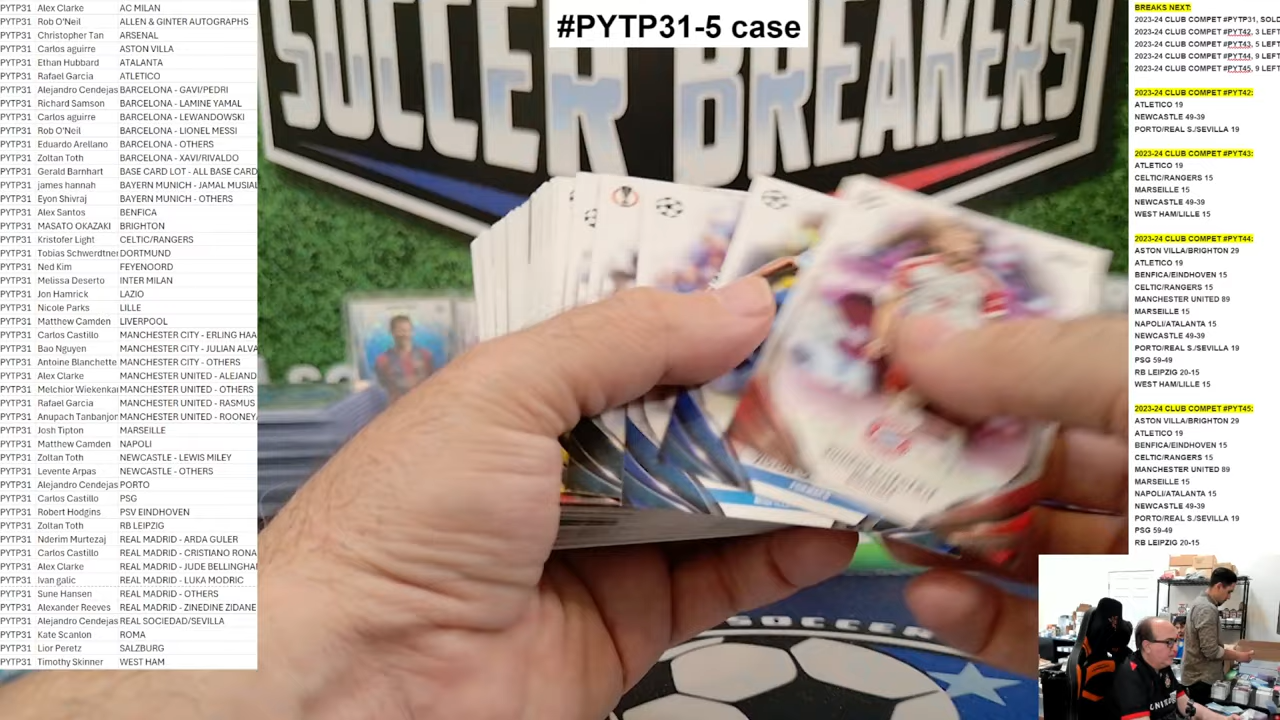 #PYTP31-5 case
SOCCER BREAKERS
PYTP31 Alex Clarke AC MILAN
PYTP31 Rob O'Neil ALLEN & GINTER AUTOGRAPHS
PYTP31 Christopher Tan ARSENAL
PYTP31 Carlos aguirre ASTON VILLA
PYTP31 Ethan Hubbard ATALANTA
PYTP31 Rafael Garcia ATLETICO
PYTP31 Alejandro Cendejas BARCELONA - GAVI/PEDRI
PYTP31 Richard Samson BARCELONA - LAMINE YAMAL
PYTP31 Carlos aguirre BARCELONA - LEWANDOWSKI
PYTP31 Rob O'Neil BARCELONA - LIONEL MESSI
PYTP31 Eduardo Arellano BARCELONA - OTHERS
PYTP31 Zoltan Toth BARCELONA - XAVI/RIVALDO
PYTP31 Gerald Barnhart BASE CARD LOT - ALL BASE CARD
PYTP31 james hannah BAYERN MUNICH - JAMAL MUSIAL
PYTP31 Eyon Shivraj BAYERN MUNICH - OTHERS
PYTP31 Alex Santos BENFICA
PYTP31 MASATO OKAZAKI BRIGHTON
PYTP31 Kristofer Light CELTIC/RANGERS
PYTP31 Tobias Schwerdtner DORTMUND
PYTP31 Ned Kim FEYENOORD
PYTP31 Melissa Deserto INTER MILAN
PYTP31 Jon Hamrick LAZIO
PYTP31 Nicole Parks LILLE
PYTP31 Matthew Camden LIVERPOOL
PYTP31 Carlos Castillo MANCHESTER CITY - ERLING HAA
PYTP31 Bao Nguyen MANCHESTER CITY - JULIAN ALVA
PYTP31 Antoine Blanchette MANCHESTER CITY - OTHERS
PYTP31 Alex Clarke MANCHESTER UNITED - ALEJAND
PYTP31 Melchior Wiekenka MANCHESTER UNITED - OTHERS
PYTP31 Rafael Garcia MANCHESTER UNITED - RASMUS
PYTP31 Anupach Tanbanjor MANCHESTER UNITED - ROONEY
PYTP31 Josh Tipton MARSEILLE
PYTP31 Matthew Camden NAPOLI
PYTP31 Zoltan Toth NEWCASTLE - LEWIS MILEY
PYTP31 Levente Arpas NEWCASTLE - OTHERS
PYTP31 Alejandro Cendejas PORTO
PYTP31 Carlos Castillo PSG
PYTP31 Robert Hodgins PSV EINDHOVEN
PYTP31 Zoltan Toth RB LEIPZIG
PYTP31 Nderim Murtezaj REAL MADRID - ARDA GULER
PYTP31 Carlos Castillo REAL MADRID - CRISTIANO RONA
PYTP31 Alex Clarke REAL MADRID - JUDE BELLINGHA
PYTP31 Ivan galic REAL MADRID - LUKA MODRIC
PYTP31 Sune Hansen REAL MADRID - OTHERS
PYTP31 Alexander Reeves REAL MADRID - ZINEDINE ZIDANE
PYTP31 Alejandro Cendejas REAL SOCIEDAD/SEVILLA
PYTP31 Kate Scanlon ROMA
PYTP31 Lior Peretz SALZBURG
PYTP31 Timothy Skinner WEST HAM
SOCCER
BREAKS NEXT:
2023-24 CLUB COMPET #PYTP31, SOLD
2023-24 CLUB COMPET #PYT42, 3 LEFT
2023-24 CLUB COMPET #PYT43, 5 LEFT
2023-24 CLUB COMPET #PYT44, 9 LEFT
2023-24 CLUB COMPET #PYT45, 9 LEFT
2023-24 CLUB COMPET #PYT42:
ATLETICO 19
NEWCASTLE 49-39
PORTO/REAL S./SEVILLA 19
2023-24 CLUB COMPET #PYT43:
ATLETICO 19
CELTIC/RANGERS 15
MARSEILLE 15
NEWCASTLE 49-39
WEST HAM/LILLE 15
2023-24 CLUB COMPET #PYT44:
ASTON VILLA/BRIGHTON 29
ATLETICO 19
BENFICA/EINDHOVEN 15
CELTIC/RANGERS 15
MANCHESTER UNITED 89
MARSEILLE 15
NAPOLI/ATALANTA 15
NEWCASTLE 49-39
PORTO/REAL S./SEVILLA 19
PSG 59-49
RB LEIPZIG 20-15
WEST HAM/LILLE 15
2023-24 CLUB COMPET #PYT45:
ASTON VILLA/BRIGHTON 29
ATLETICO 19
BENFICA/EINDHOVEN 15
CELTIC/RANGERS 15
MANCHESTER UNITED 89
MARSEILLE 15
NAPOLI/ATALANTA 15
NEWCASTLE 49-39
PORTO/REAL S./SEVILLA 19
PSG 59-49
RB LEIPZIG 20-15